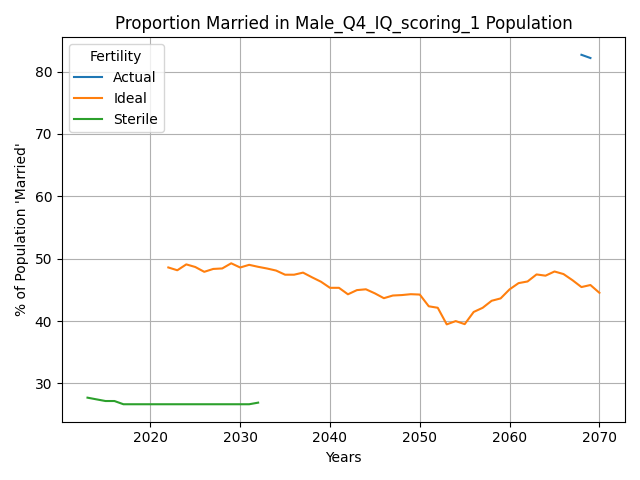 Proportion Married in Male_Q4_IQ_scoring_1 Population
% of Population 'Married'
80
70
60
50
40
30
Fertility
Actual
Ideal
Sterile
2020 2030 2040 2050 2060 2070
Years